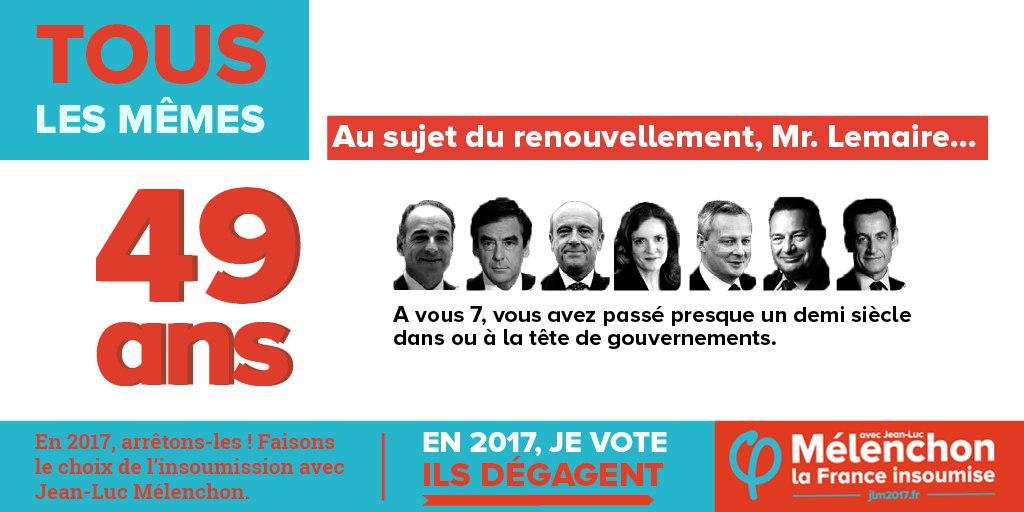 TOUS
LES MÊMES
Au sujet du renouvellement, Mr. Lemaire...
49
ans
A vous 7, vous avez passé presque un demi siècle
dans ou à la tête de gouvernements.
En 2017, arrêtons-les ! Faisons
le choix de l'insoumission avec
Jean-Luc Mélenchon.
EN 2017, JE VOTE
ILS DÉGAGENT
avec Jean-Luc
Mélenchon
la France insoumise
jlm2017.fr